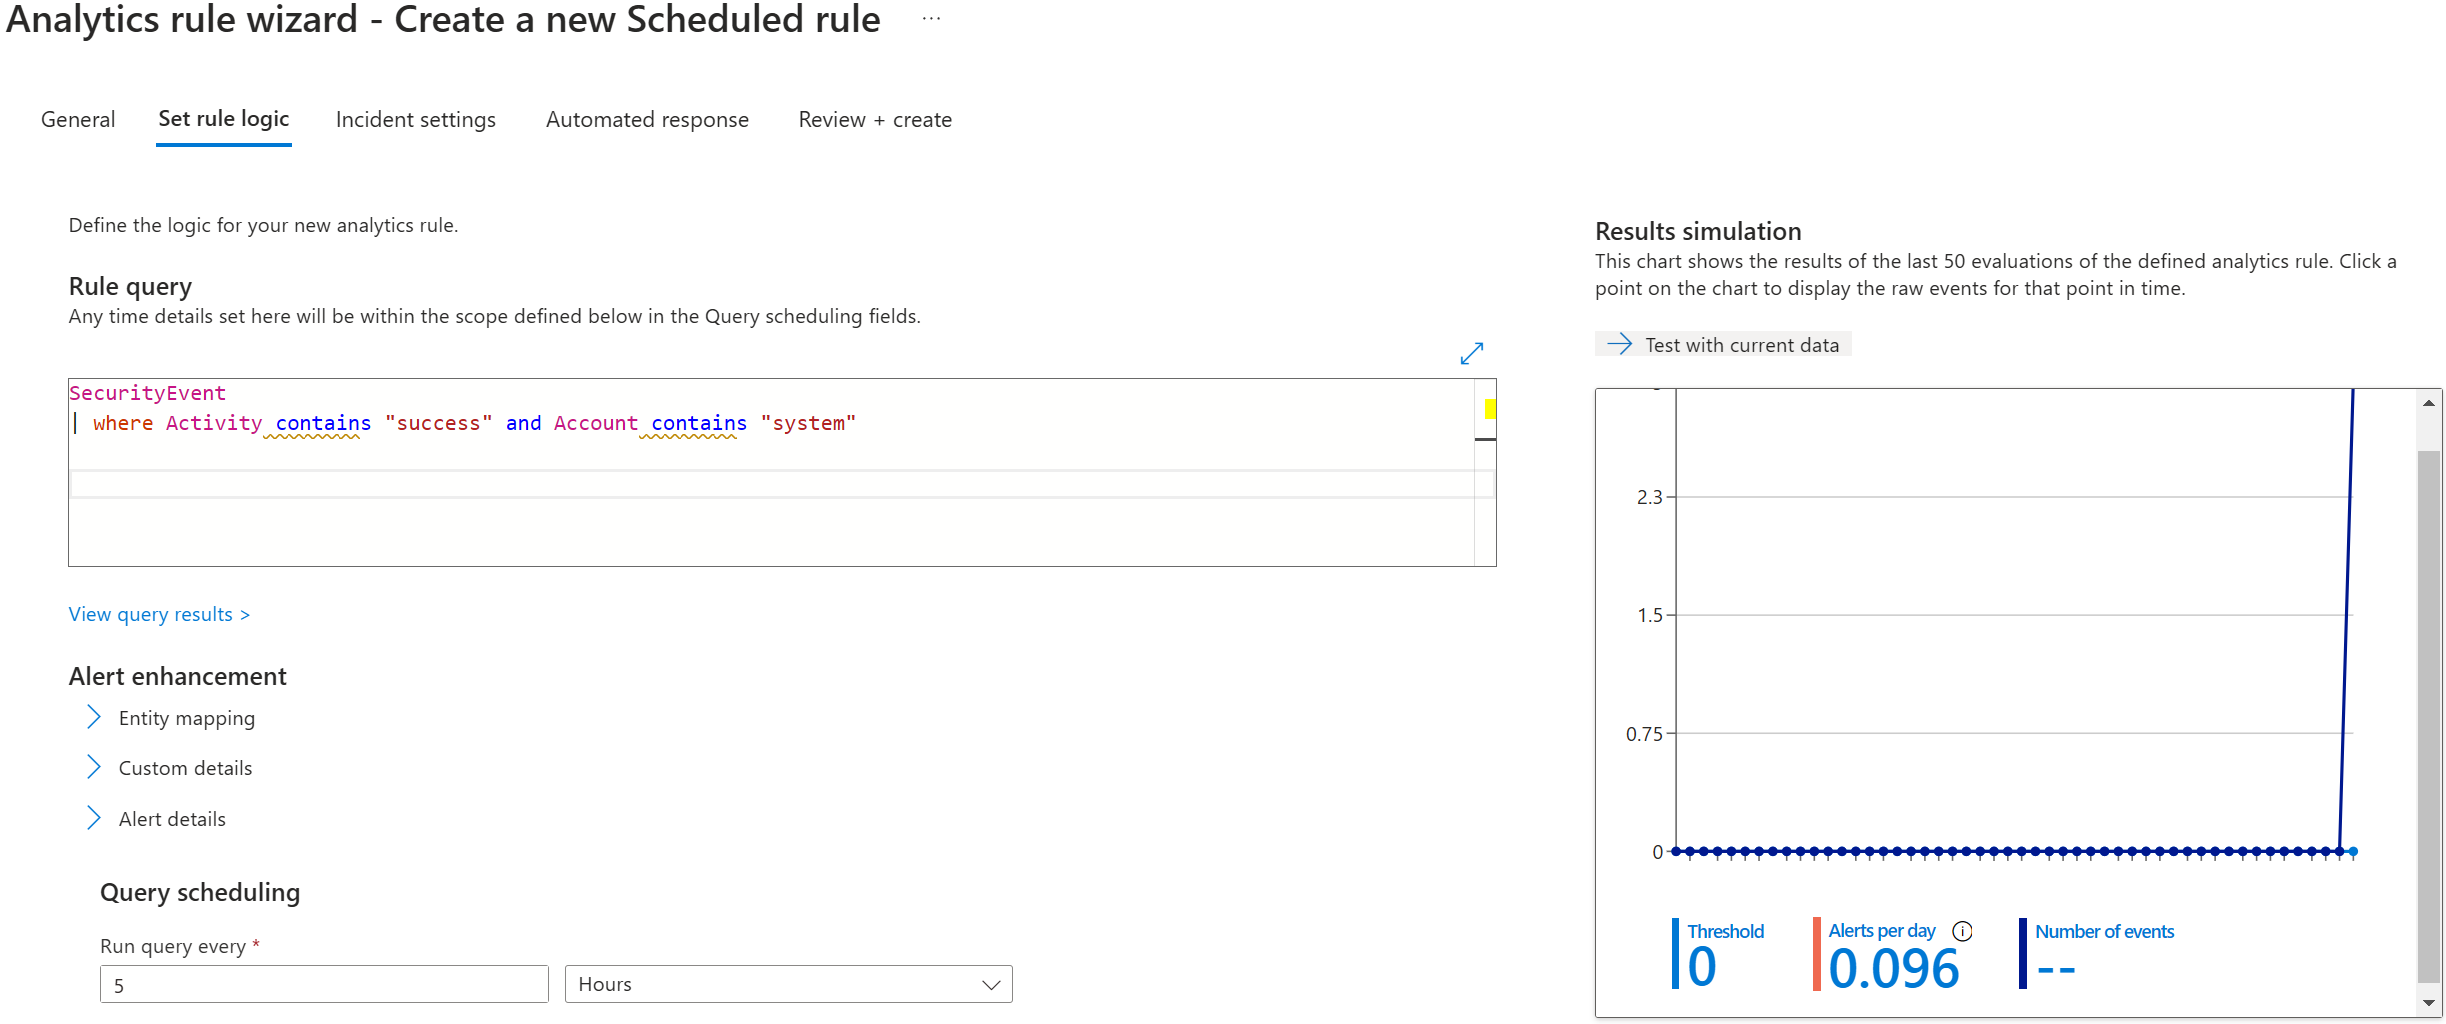 Analytics rule wizard - Create a new Scheduled rule ...
General Set rule logic Incident settings Automated response Review + create
Define the logic for your new analytics rule.
Rule query
Any time details set here will be within the scope defined below in the Query scheduling fields.
SecurityEvent
| where Activity contains "success" and Account contains "system"
View query results >
Alert enhancement
Entity mapping
Custom details
Alert details
Query scheduling
Run query every *
5 Hours
Results simulation
This chart shows the results of the last 50 evaluations of the defined analytics rule. Click a
point on the chart to display the raw events for that point in time.
Test with current data
2.3
1.5
0.75
0
Threshold
0
Alerts per day
0.096
Number of events
--